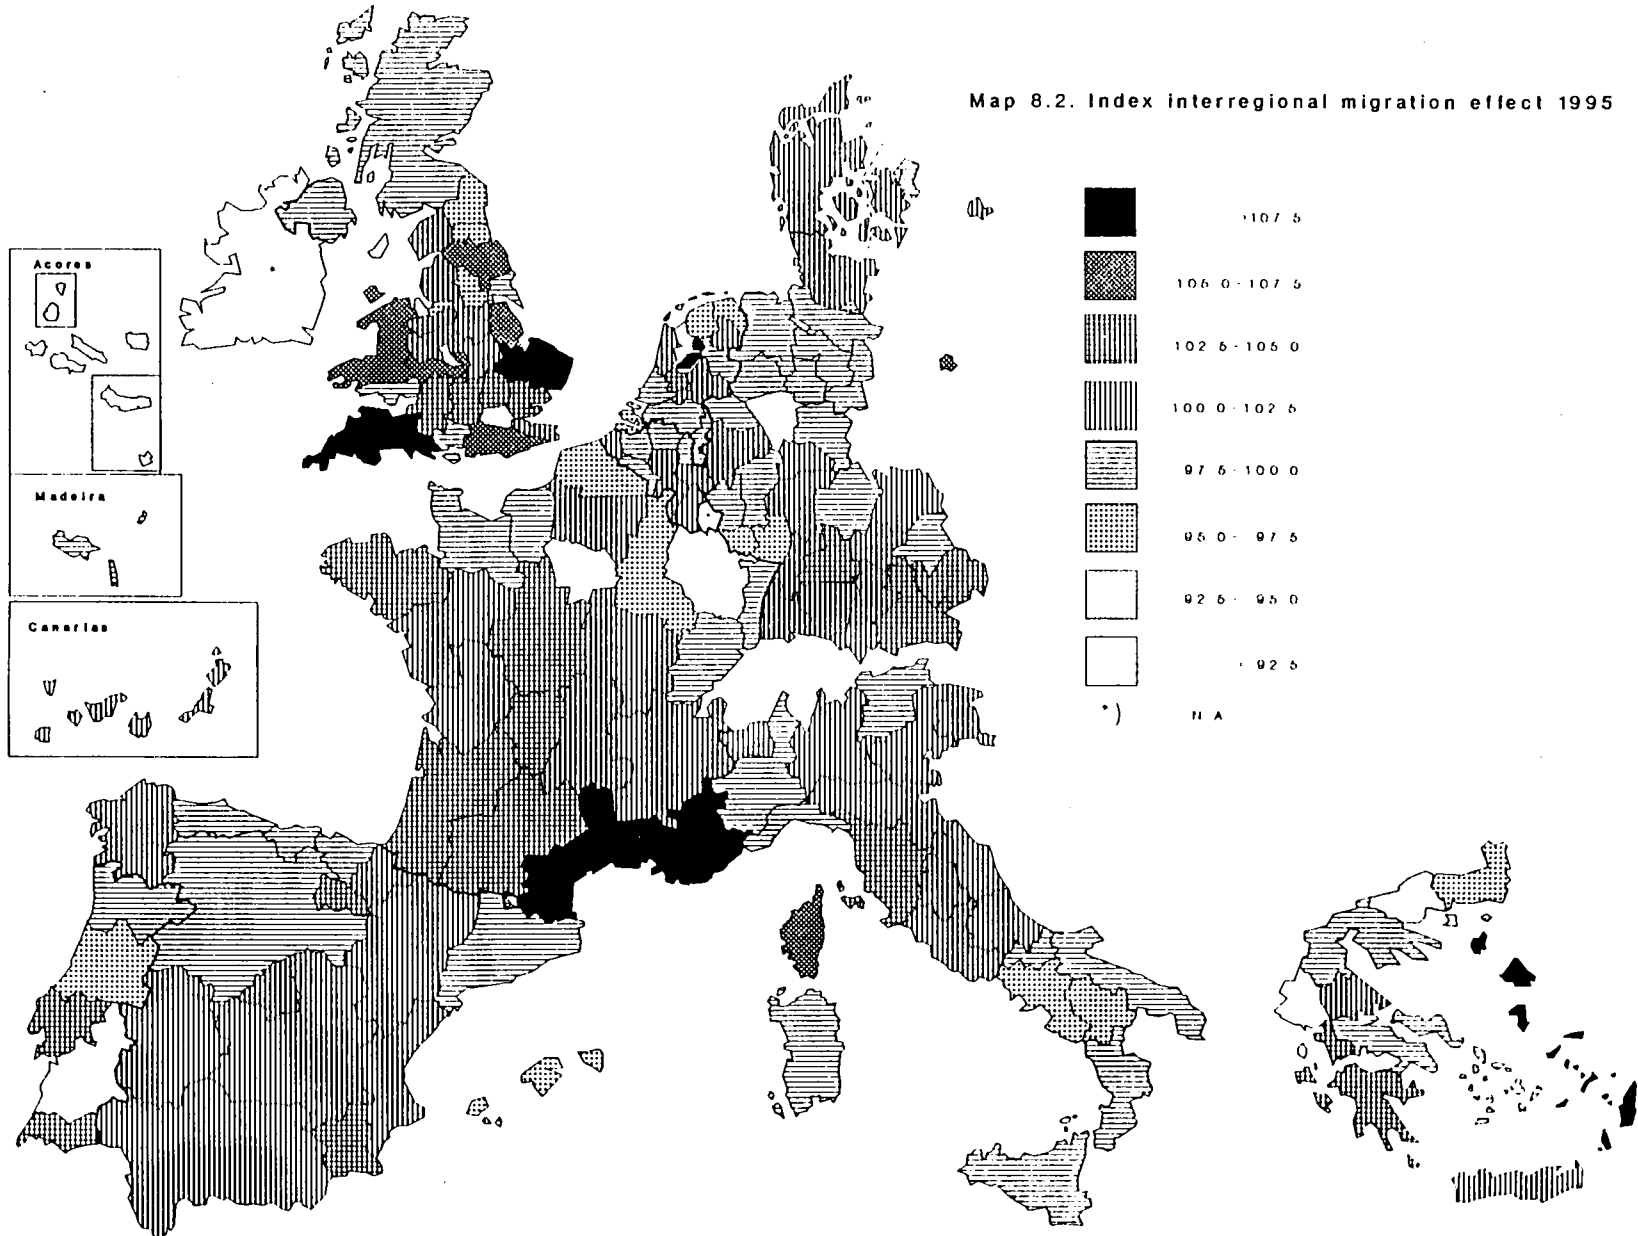 Map 8.2. Index interregional migration effect 1995
›107 5
105 0 - 107 5
102 5 - 105 0
100 0 - 102 5
97 5 - 100 0
95 0 - 97 5
92 5 - 95 0
‹ 92 5
*) N A
Acores
Madeira
Canarias
*